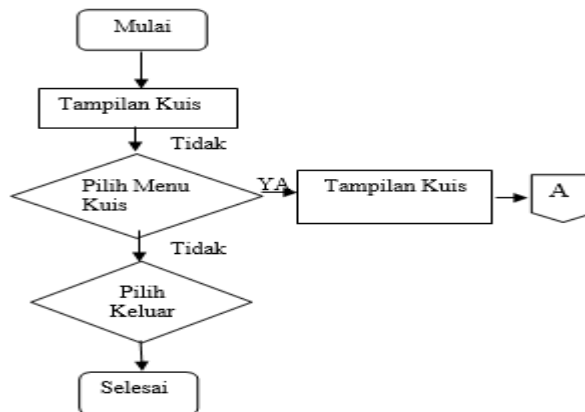 Mulai
Tampilan Kuis
Tidak
Pilih Menu
Kuis
YA
Tampilan Kuis
A
Tidak
Pilih
Keluar
Selesai